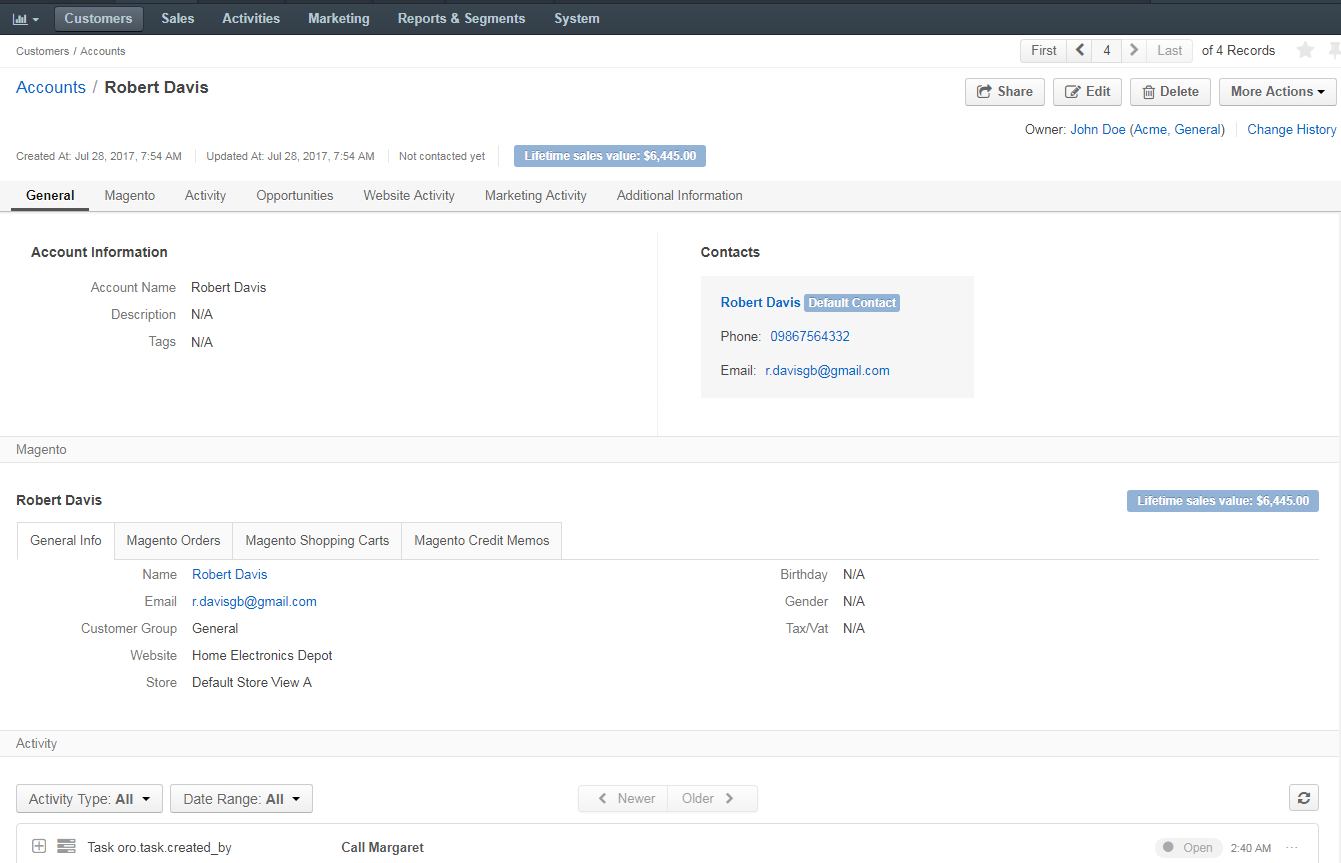 Customers Sales Activities Marketing Reports & Segments System
Customers / Accounts First 4 Last of 4 Records
Accounts / Robert Davis Share Edit Delete More Actions
Owner: John Doe (Acme, General) Change History
Created At: Jul 28, 2017, 7:54 AM Updated At: Jul 28, 2017, 7:54 AM Not contacted yet Lifetime sales value: $6,445.00
General Magento Activity Opportunities Website Activity Marketing Activity Additional Information
Account Information Contacts
Account Name Robert Davis
Description N/A
Tags N/A
Robert Davis Default Contact
Phone: 09867564332
Email: r.davisgb@gmail.com
Magento
Robert Davis Lifetime sales value: $6,445.00
General Info Magento Orders Magento Shopping Carts Magento Credit Memos
Name Robert Davis Birthday N/A
Email r.davisgb@gmail.com Gender N/A
Customer Group General Tax/Vat N/A
Website Home Electronics Depot
Store Default Store View A
Activity
Activity Type: All Date Range: All Newer Older
Task oro.task.created_by Call Margaret Open 2:40 AM ...